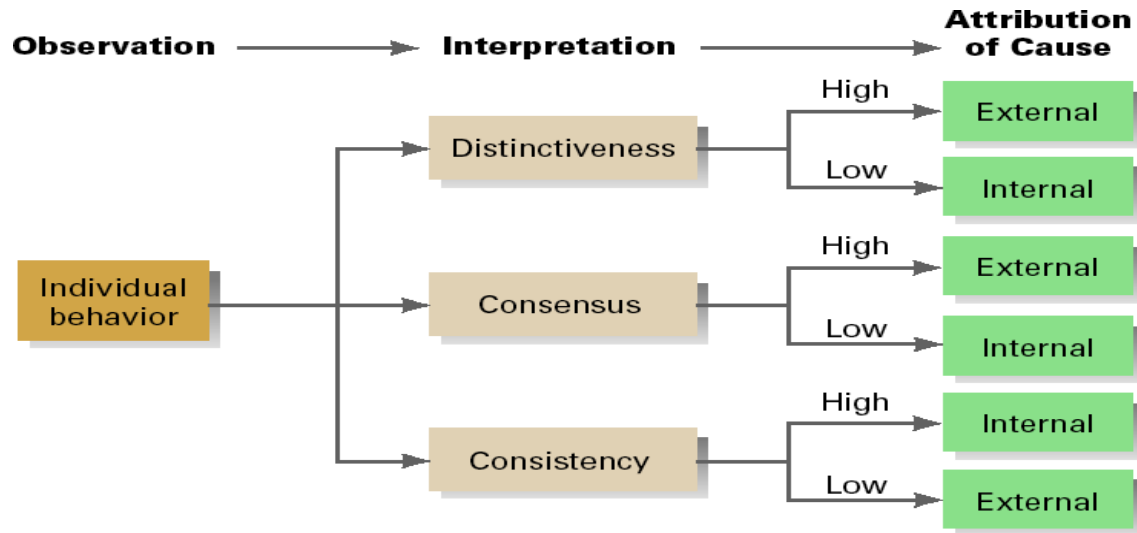 Observation
Interpretation
Attribution
of Cause
High
External
Distinctiveness
Low
Internal
High
External
Individual
behavior
Consensus
Low
Internal
High
Internal
Consistency
Low
External